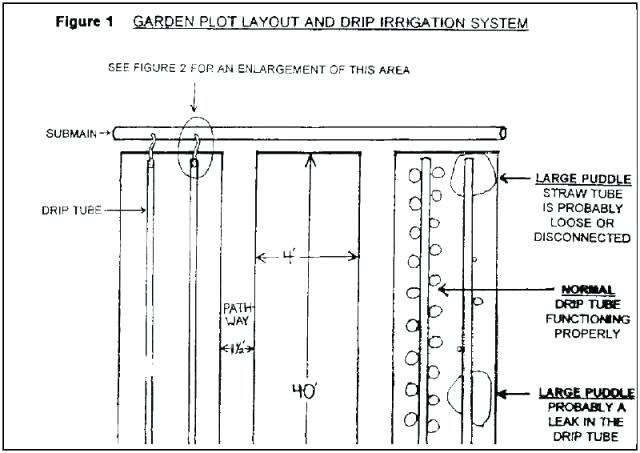 Figure 1 GARDEN PLOT LAYOUT AND DRIP IRRIGATION SYSTEM
SEE FIGURE 2 FOR AN ENLARGEMENT OF THIS AREA
SUBMAIN
DRIP TUBE
4'
PATH
WAY
1½'
40'
LARGE PUDDLE
STRAW TUBE
IS PROBABLY
LOOSE OR
DISCONNECTED
NORMAL
DRIP TUBE
FUNCTIONING
PROPERLY
LARGE PUDDLE
PROBABLY A
LEAK IN THE
DRIP TUBE